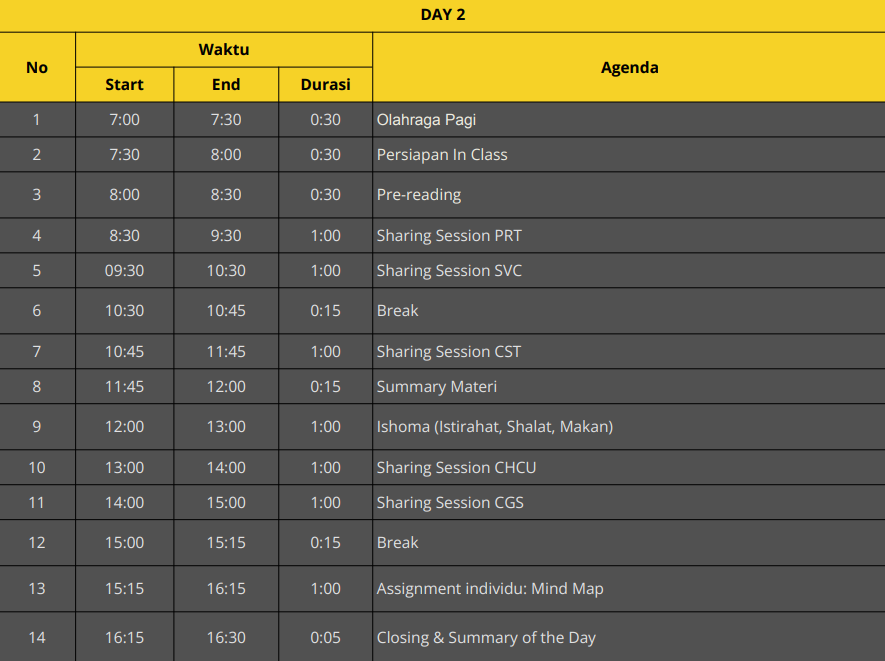 DAY 2
No Waktu Agenda
Start End Durasi
1 7:00 7:30 0:30 Olahraga Pagi
2 7:30 8:00 0:30 Persiapan In Class
3 8:00 8:30 0:30 Pre-reading
4 8:30 9:30 1:00 Sharing Session PRT
5 09:30 10:30 1:00 Sharing Session SVC
6 10:30 10:45 0:15 Break
7 10:45 11:45 1:00 Sharing Session CST
8 11:45 12:00 0:15 Summary Materi
9 12:00 13:00 1:00 Ishoma (Istirahat, Shalat, Makan)
10 13:00 14:00 1:00 Sharing Session CHCU
11 14:00 15:00 1:00 Sharing Session CGS
12 15:00 15:15 0:15 Break
13 15:15 16:15 1:00 Assignment individu: Mind Map
14 16:15 16:30 0:05 Closing & Summary of the Day